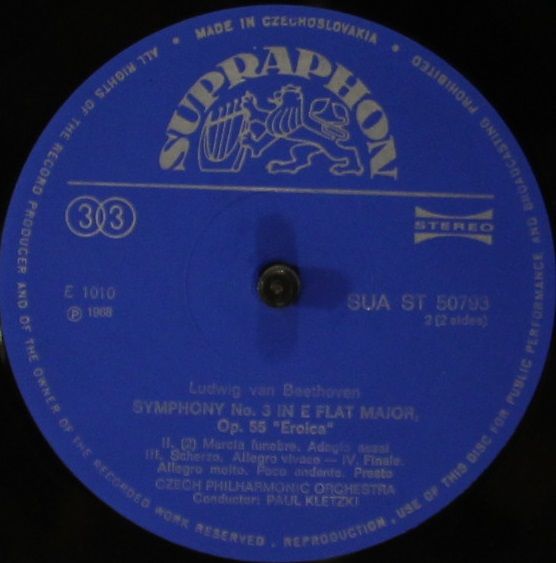 MADE IN CZECHOSLOVAKIA
ALL RIGHTS OF THE RECORD PRODUCER AND OF THE OWNER OF THE RECORDED WORK RESERVED . REPRODUCTION , USE OF THIS DISC FOR PUBLIC PERFORMANCE AND BROADCASTING PROHIBITED
SUPRAPHON
33
STEREO
E 1010
SUA ST 50793
℗ 1968
2 (2 sides)
Ludwig van Beethoven
SYMPHONY No. 3 IN E FLAT MAIOR,
Op. 55 "Eroica"
II. (2) Marcia funebre. Adagio assai
III. Scherzo. Allegro vivace — IV. Finale.
Allegro molto. Poco andante. Presto
CZECH PHILHARMONIC ORCHESTRA
Conductor: PAUL KLETZKI